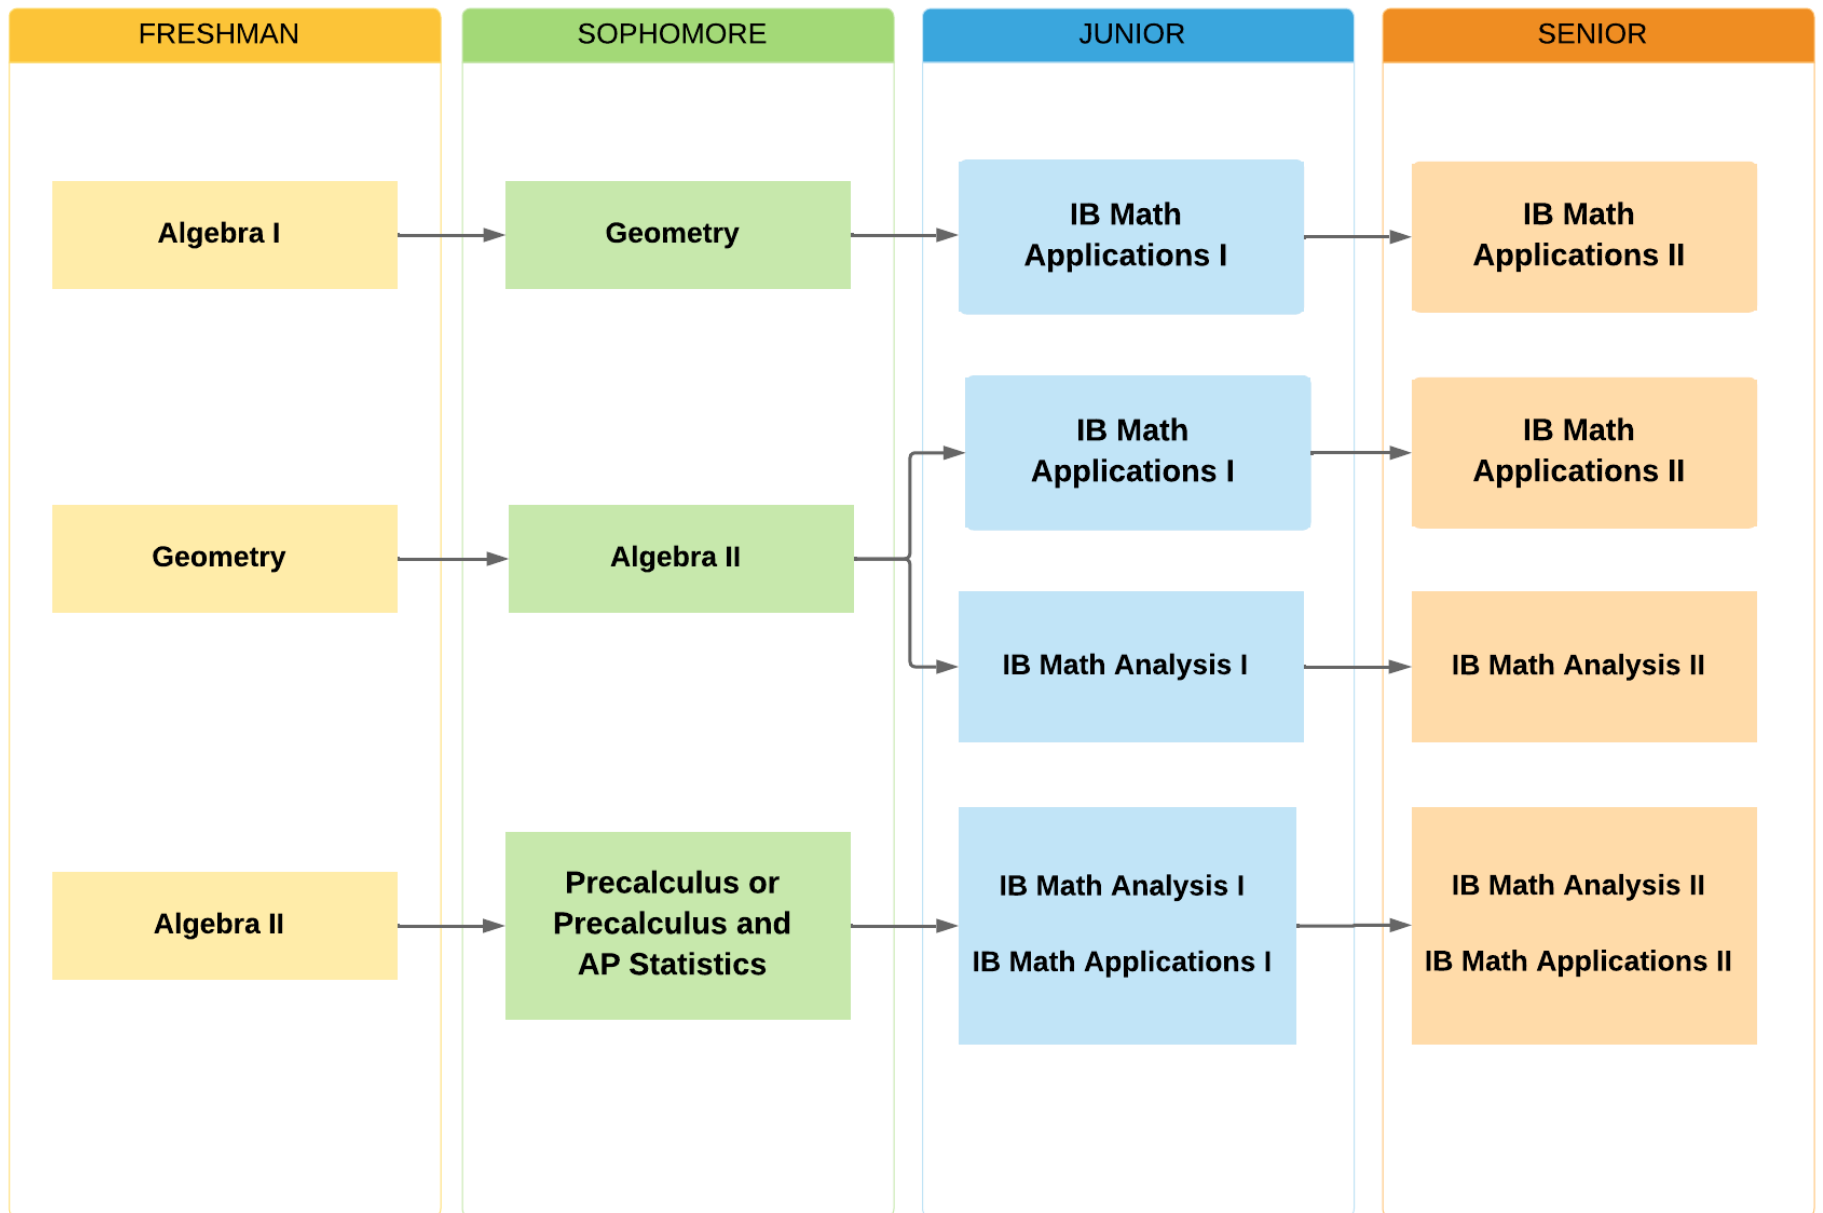 FRESHMAN
SOPHOMORE
JUNIOR
SENIOR
Algebra I
Geometry
IB Math
Applications I
IB Math
Applications II
Geometry
Algebra II
IB Math
Applications I
IB Math
Applications II
IB Math Analysis I
IB Math Analysis II
Algebra II
Precalculus or
Precalculus and
AP Statistics
IB Math Analysis I
IB Math Applications I
IB Math Analysis II
IB Math Applications II